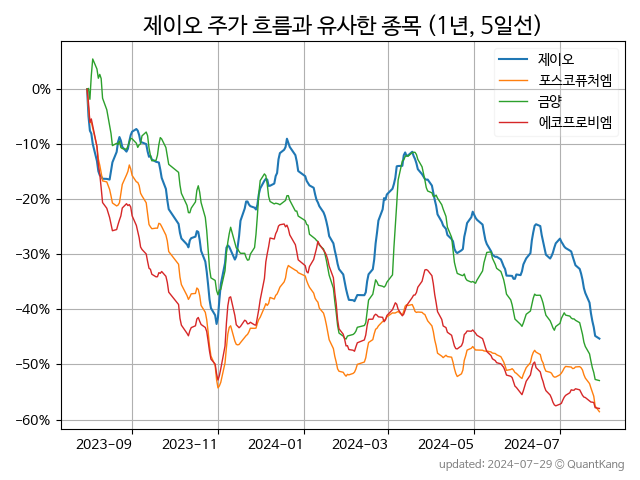 제이오 주가 흐름과 유사한 종목 (1년, 5일선)
제이오
포스코퓨처엠
금양
에코프로비엠
0%
−10%
−20%
−30%
−40%
−50%
−60%
2023-09 2023-11 2024-01 2024-03 2024-05 2024-07
updated: 2024-07-29 © QuantKang